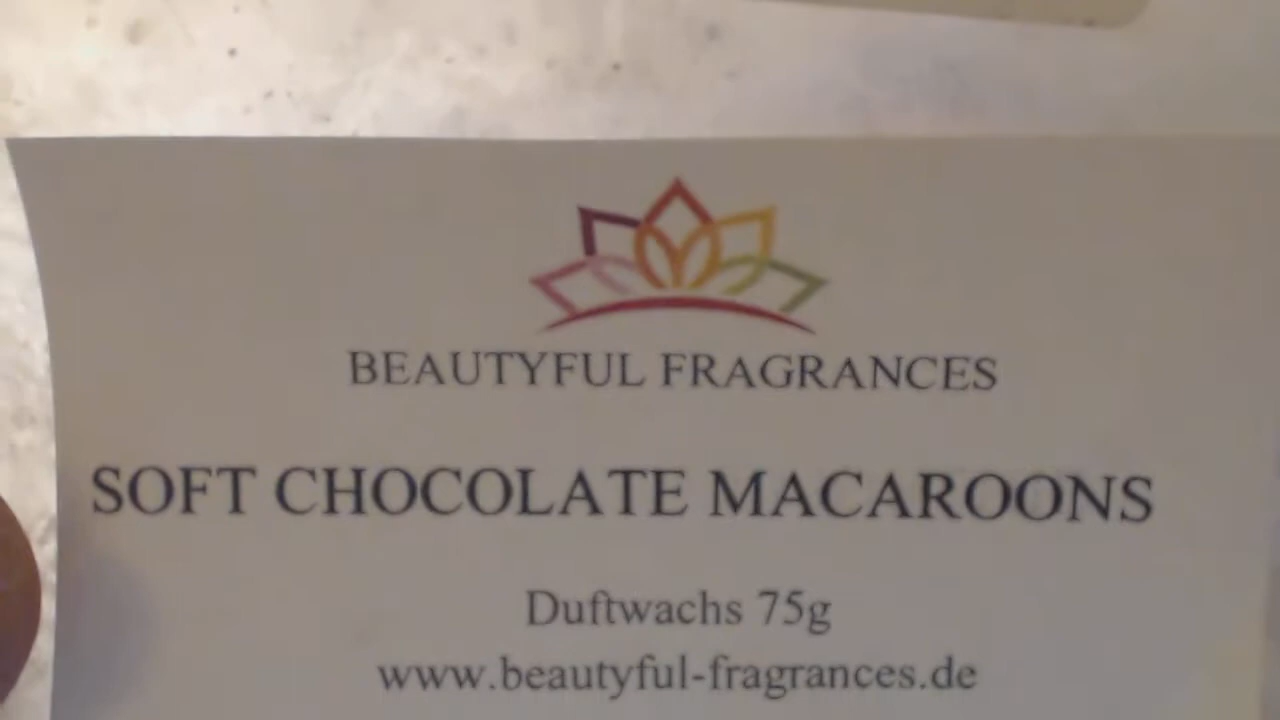 BEAUTYFUL FRAGRANCES
SOFT CHOCOLATE MACAROONS
Duftwachs 75g
www.beautyful-fragrances.de